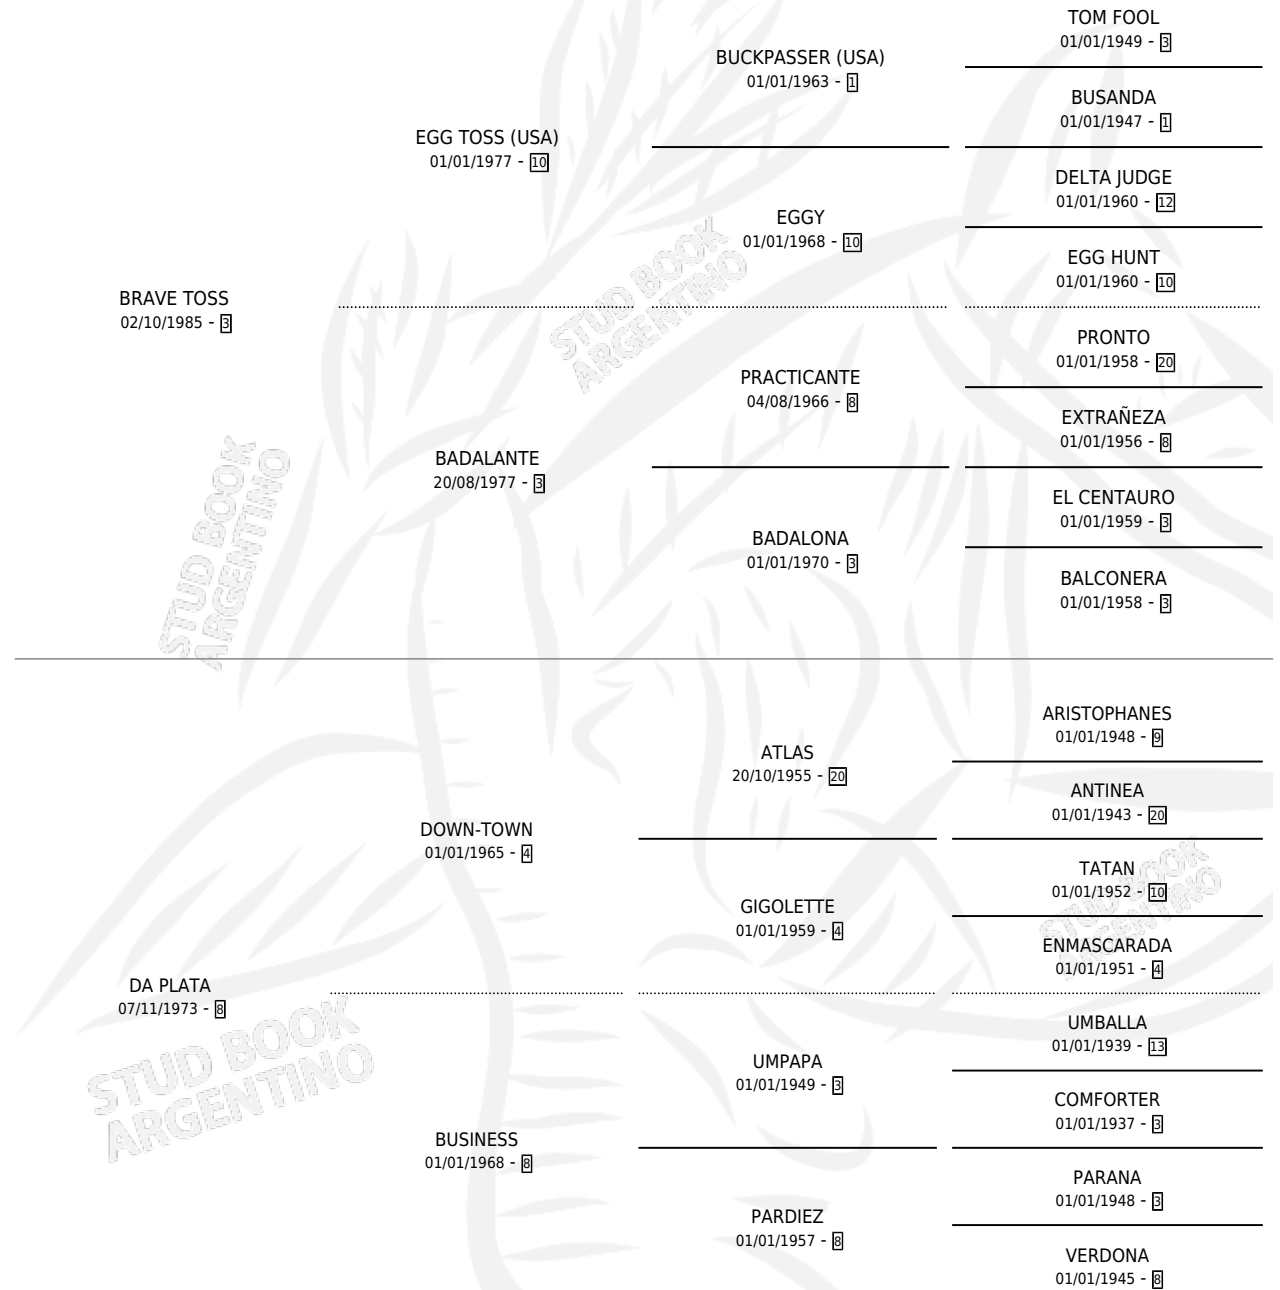 TOM FOOL
01/01/1949 - 3
BUCKPASSER (USA)
01/01/1963 - 1
BUSANDA
01/01/1947 - 1
EGG TOSS (USA)
01/01/1977 - 10
DELTA JUDGE
01/01/1960 - 12
EGGY
01/01/1968 - 10
EGG HUNT
01/01/1960 - 10
BRAVE TOSS
02/10/1985 - 3
PRONTO
01/01/1958 - 20
PRACTICANTE
04/08/1966 - 8
EXTRAÑEZA
01/01/1956 - 8
BADALANTE
20/08/1977 - 3
EL CENTAURO
01/01/1959 - 3
BADALONA
01/01/1970 - 3
BALCONERA
01/01/1958 - 3
ARISTOPHANES
01/01/1948 - 9
ATLAS
20/10/1955 - 20
ANTINEA
01/01/1943 - 20
DOWN-TOWN
01/01/1965 - 4
TATAN
01/01/1952 - 10
GIGOLETTE
01/01/1959 - 4
ENMASCARADA
01/01/1951 - 4
DA PLATA
07/11/1973 - 8
UMBALLA
01/01/1939 - 13
UMPAPA
01/01/1949 - 3
COMFORTER
01/01/1937 - 3
BUSINESS
01/01/1968 - 8
PARANA
01/01/1948 - 3
PARDIEZ
01/01/1957 - 8
VERDONA
01/01/1945 - 8
STUD BOOK
ARGENTINO
STUD BOOK
ARGENTINO
STUD BOOK
ARGENTINO
STUD BOOK
ARGENTINO